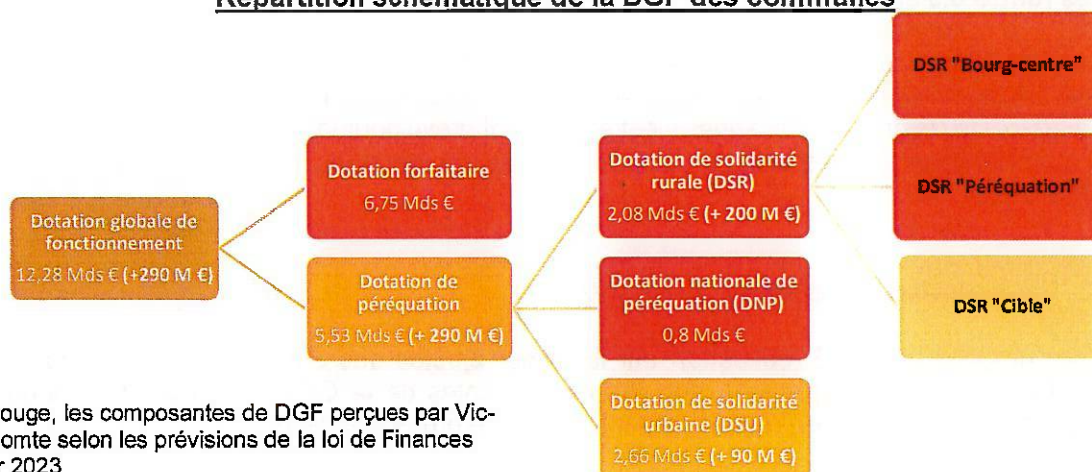 Répartition schématique de la DGF des communes
DSR "Bourg-centre"
Dotation forfaitaire
6,75 Mds €
Dotation de solidarité
rurale (DSR)
2,08 Mds € (+ 200 M €)
DSR "Péréquation"
Dotation globale de
fonctionnement
12,28 Mds € (+290 M €)
Dotation de
péréquation
5,53 Mds € (+ 290 M €)
Dotation nationale de
péréquation (DNP)
0,8 Mds €
DSR "Cible"
Dotation de solidarité
urbaine (DSU)
2,66 Mds € (+ 90 M €)
ouge, les composantes de DGF perçues par Vic-
omte selon les prévisions de la loi de Finances
r 2023